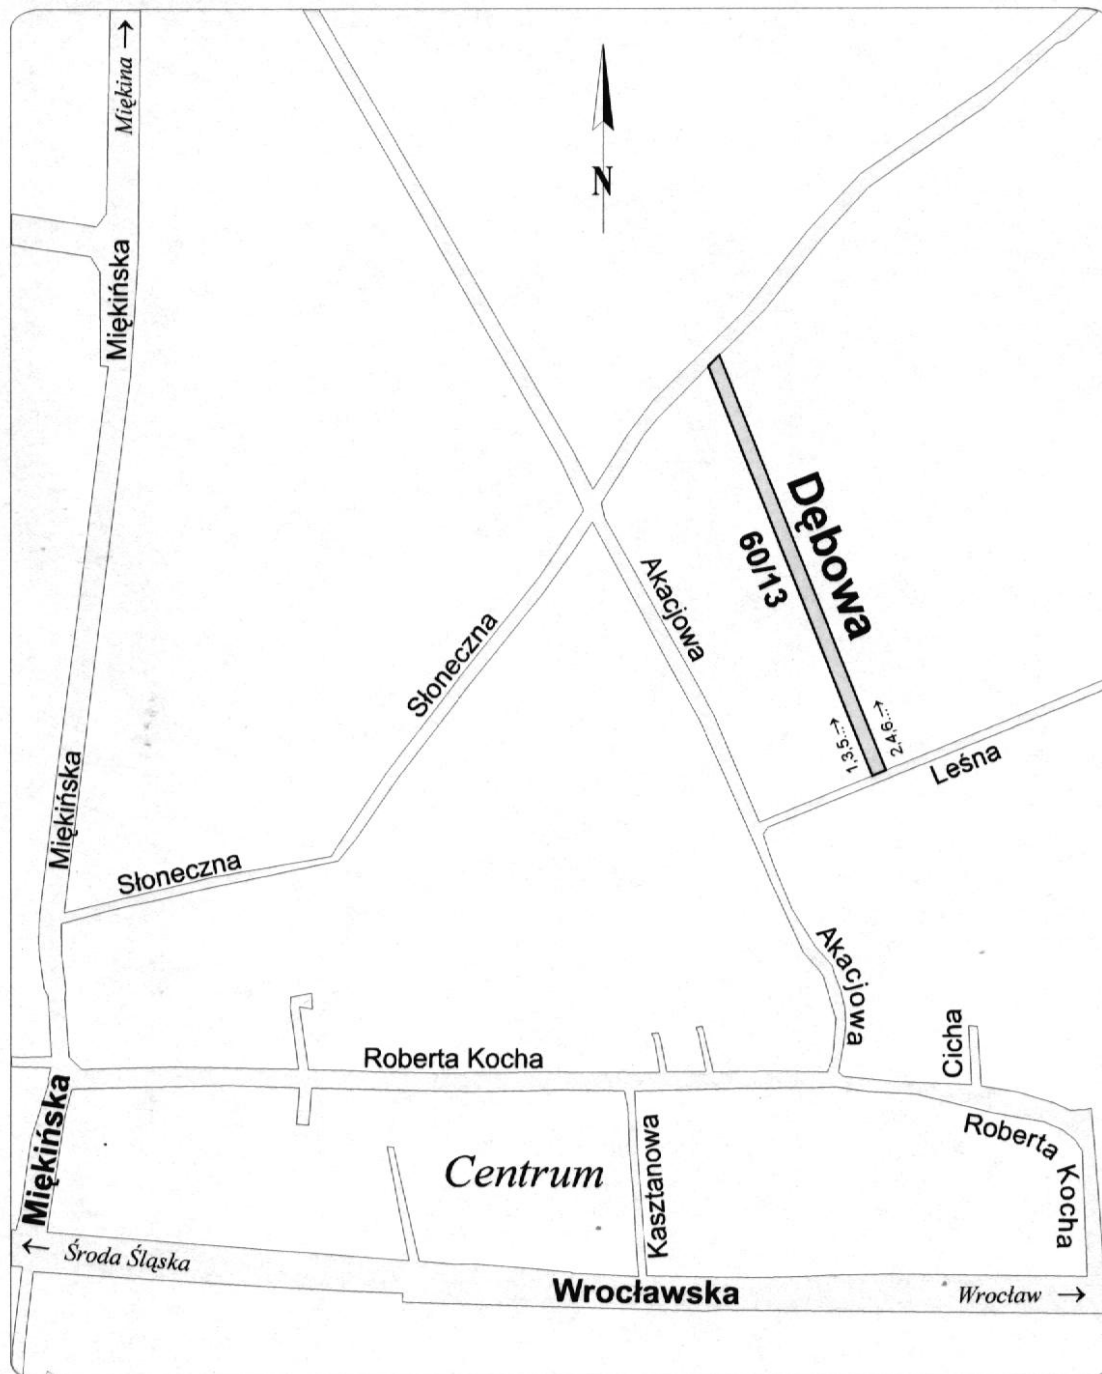 Miękina →
N
Miękińska
Dębowa
60/13
Akacjowa
Słoneczna
1,3,5...→
2,4,6...→
Leśna
Miękińska
Słoneczna
Akacjowa
Cicha
Roberta Kocha
Miękińska
Roberta Kocha
Centrum
Kasztanowa
← Środa Śląska
Wrocławska
Wrocław →